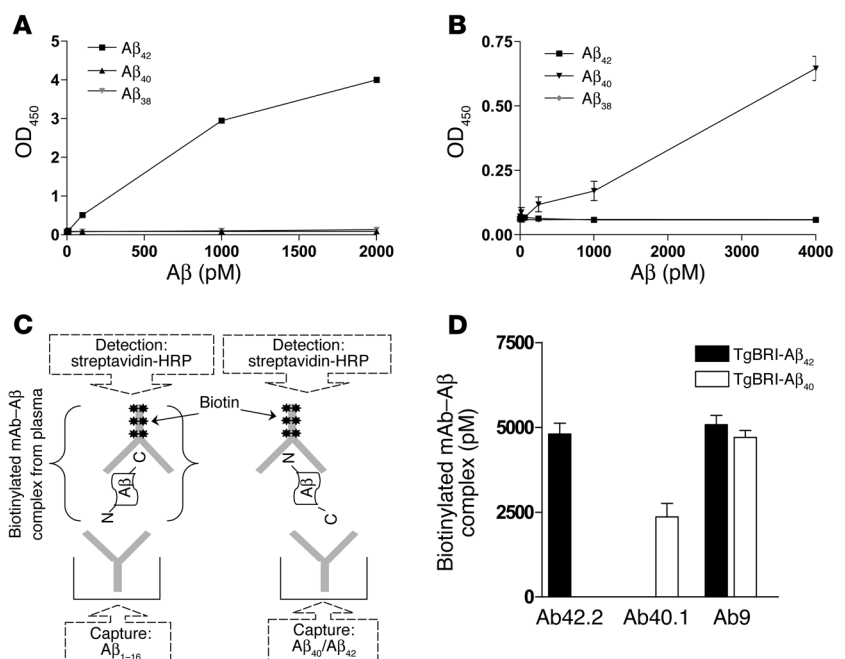 A
5
4
3
2
1
0
OD450
Aβ42
Aβ40
Aβ38
0
500
1000
1500
2000
Aβ (pM)
B
0.75
0.50
0.25
0.00
OD450
Aβ42
Aβ40
Aβ38
0
1000
2000
3000
4000
Aβ (pM)
C
Detection:
streptavidin-HRP
Detection:
streptavidin-HRP
Biotin
Biotinylated mAb–Aβ
complex from plasma
C
Aβ
N
N
Aβ
C
Capture:
Aβ1–16
Capture:
Aβ40/Aβ42
D
7500
5000
2500
0
Biotinylated mAb–Aβ
complex (pM)
TgBRI-Aβ42
TgBRI-Aβ40
Ab42.2
Ab40.1
Ab9